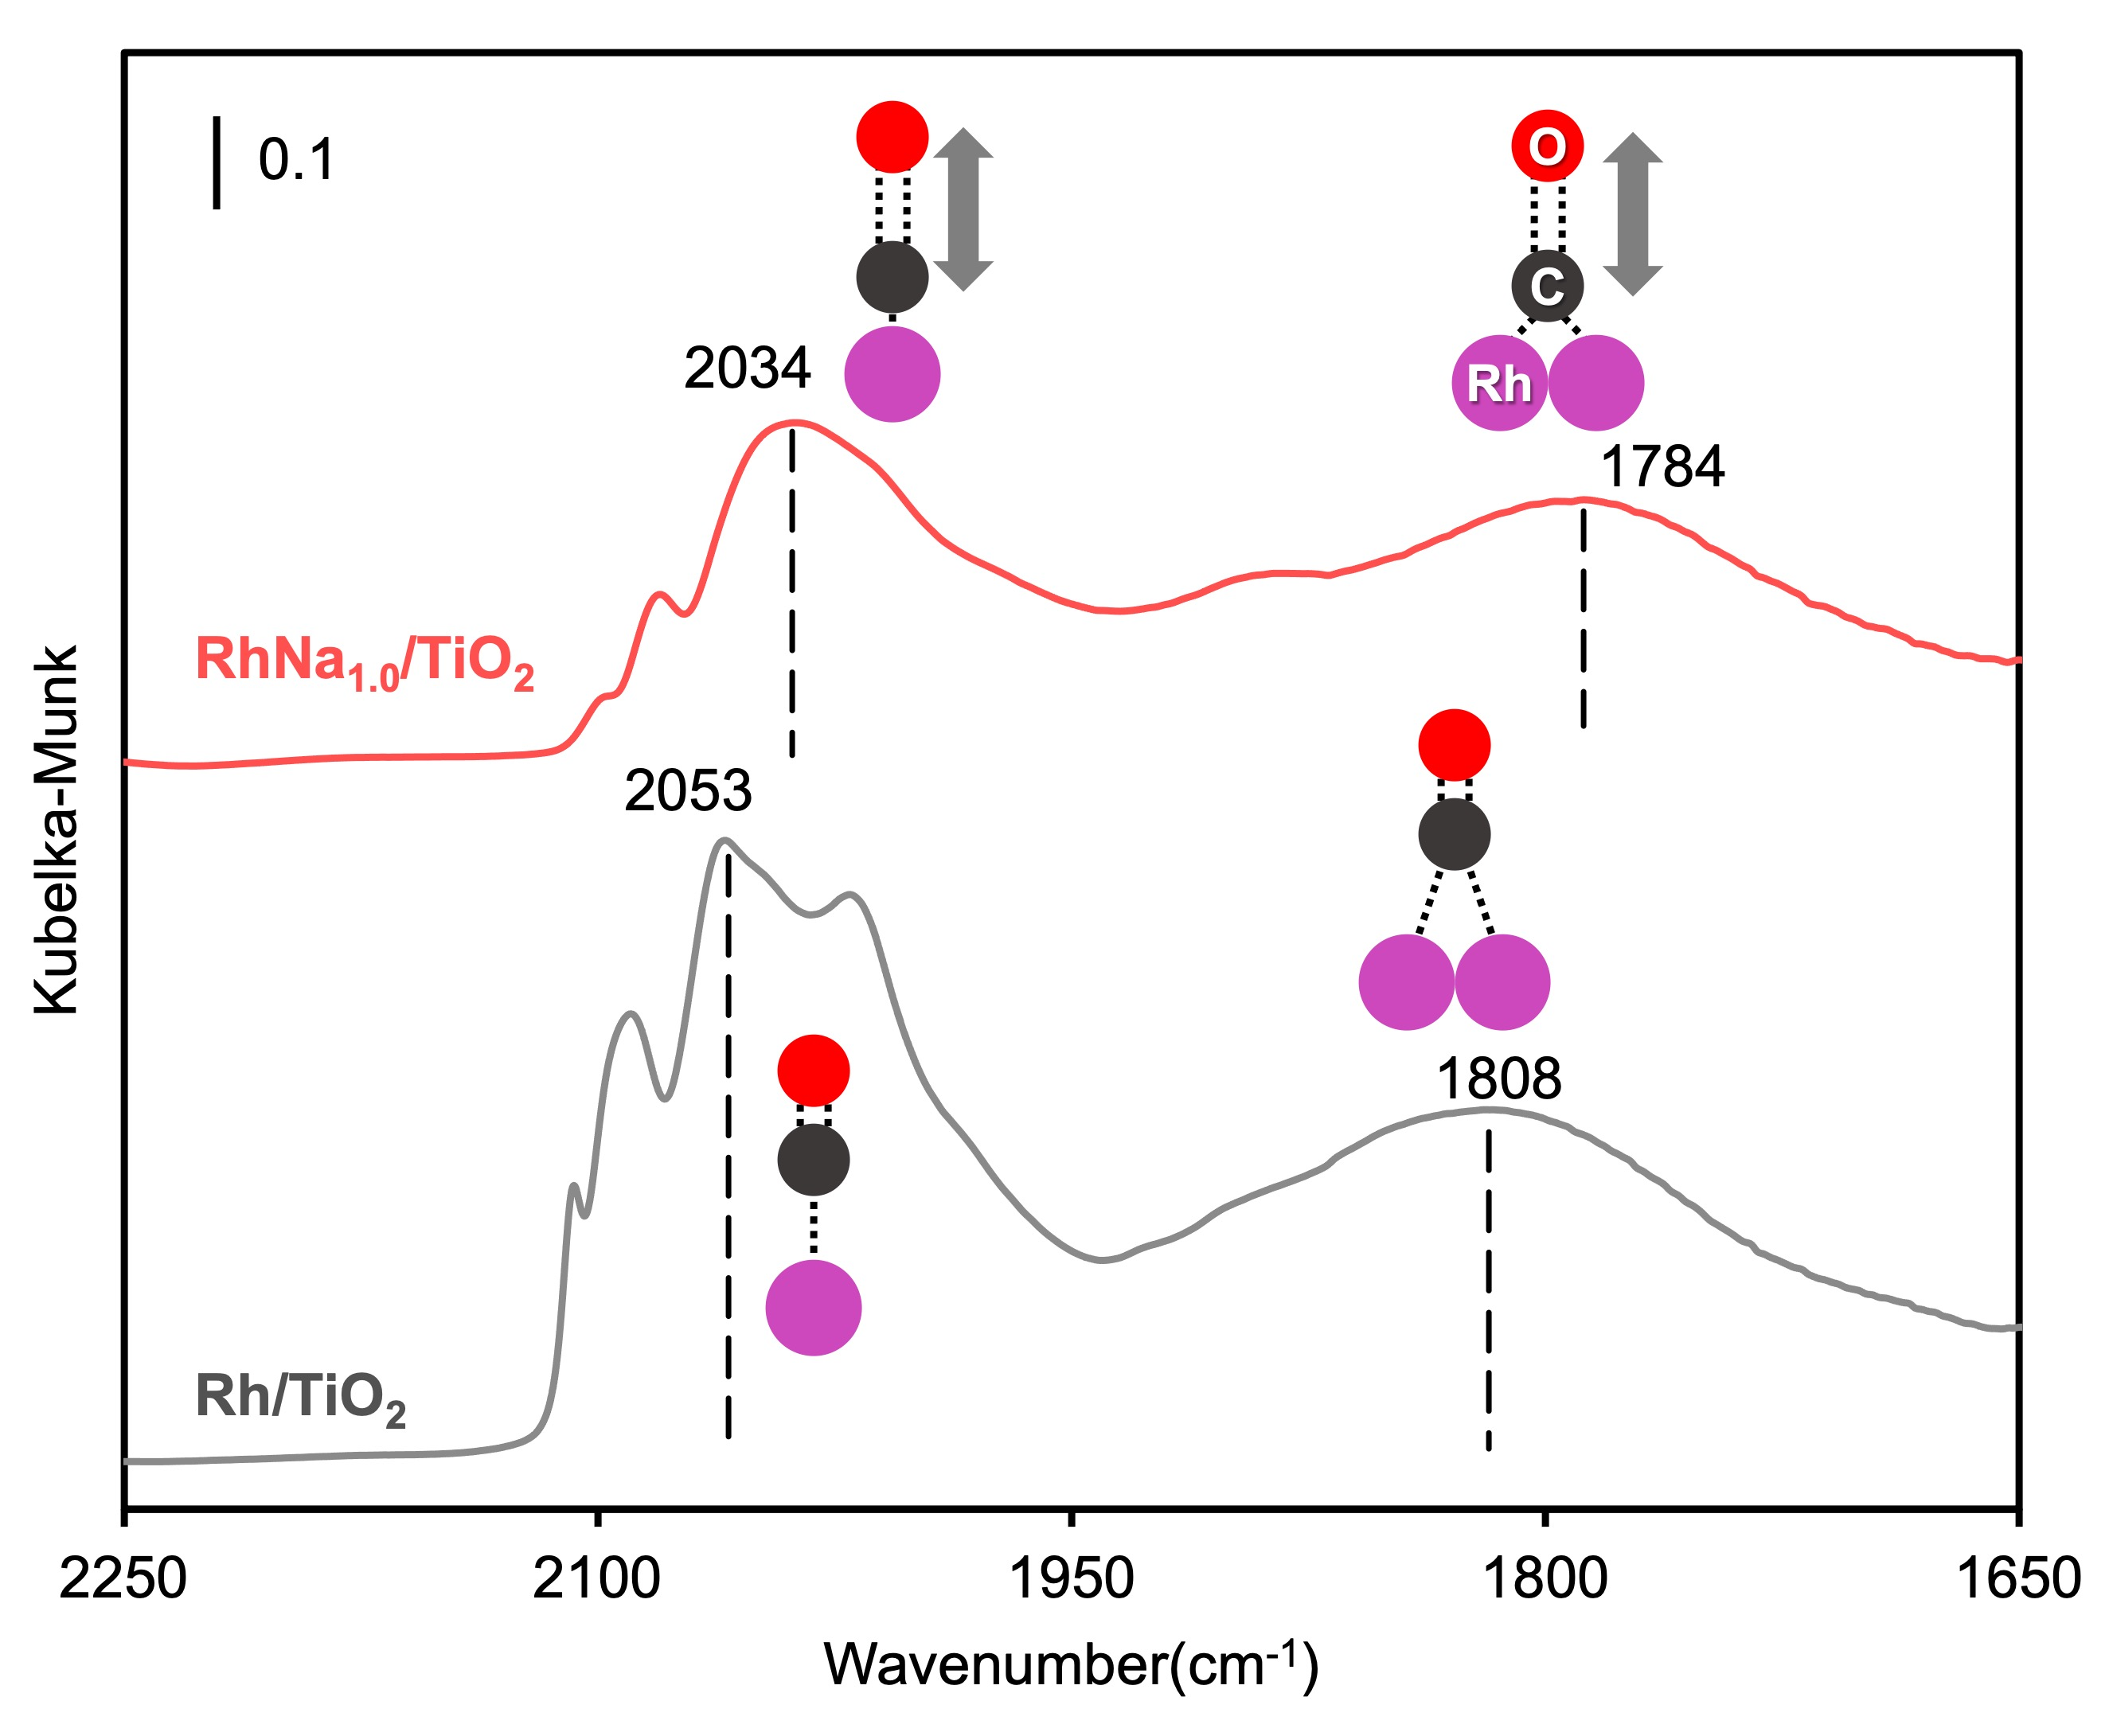 0.1
O
C
Rh
2034
1784
RhNa₁.₀/TiO₂
2053
1808
Rh/TiO₂
Kubelka-Munk
2250 2100 1950 1800 1650
Wavenumber(cm⁻¹)